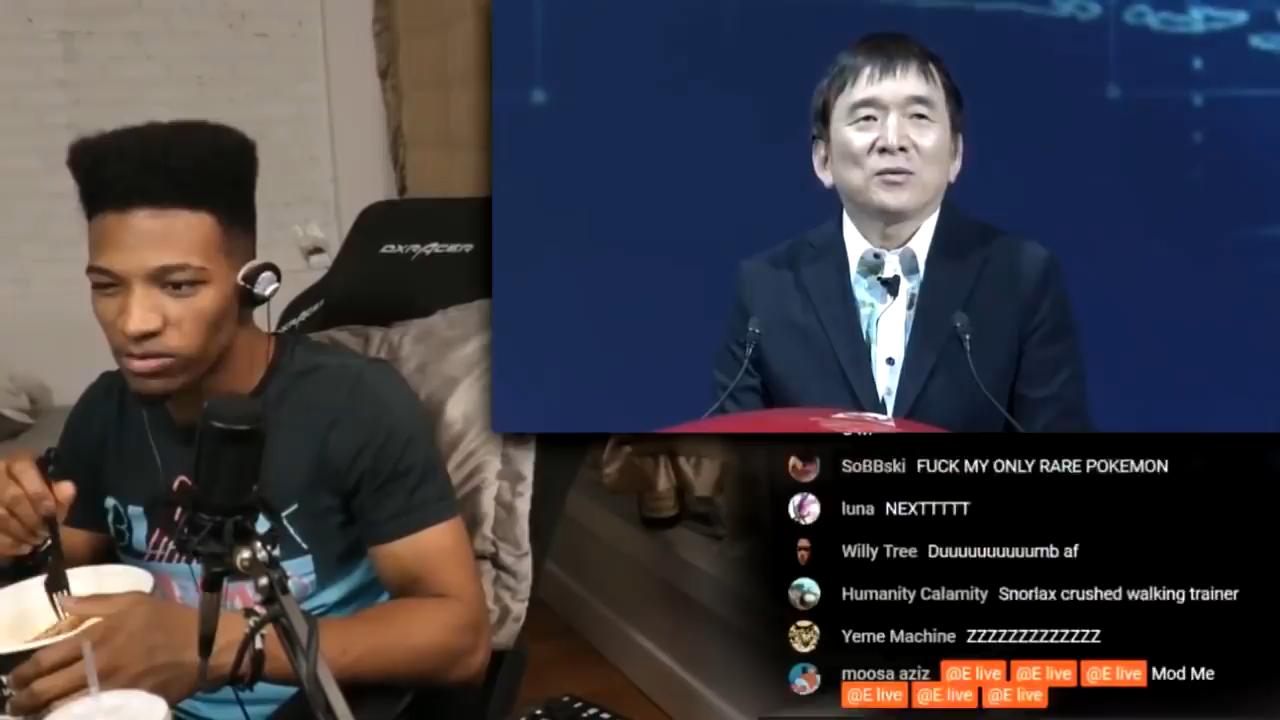 DXRACER
SoBBski FUCK MY ONLY RARE POKEMON
luna NEXTTTTT
Willy Tree Duuuuuuuuuumb af
Humanity Calamity Snorlax crushed walking trainer
Yeme Machine ZZZZZZZZZZZZZ
moosa aziz @E live @E live @E live Mod Me
@E live @E live @E live